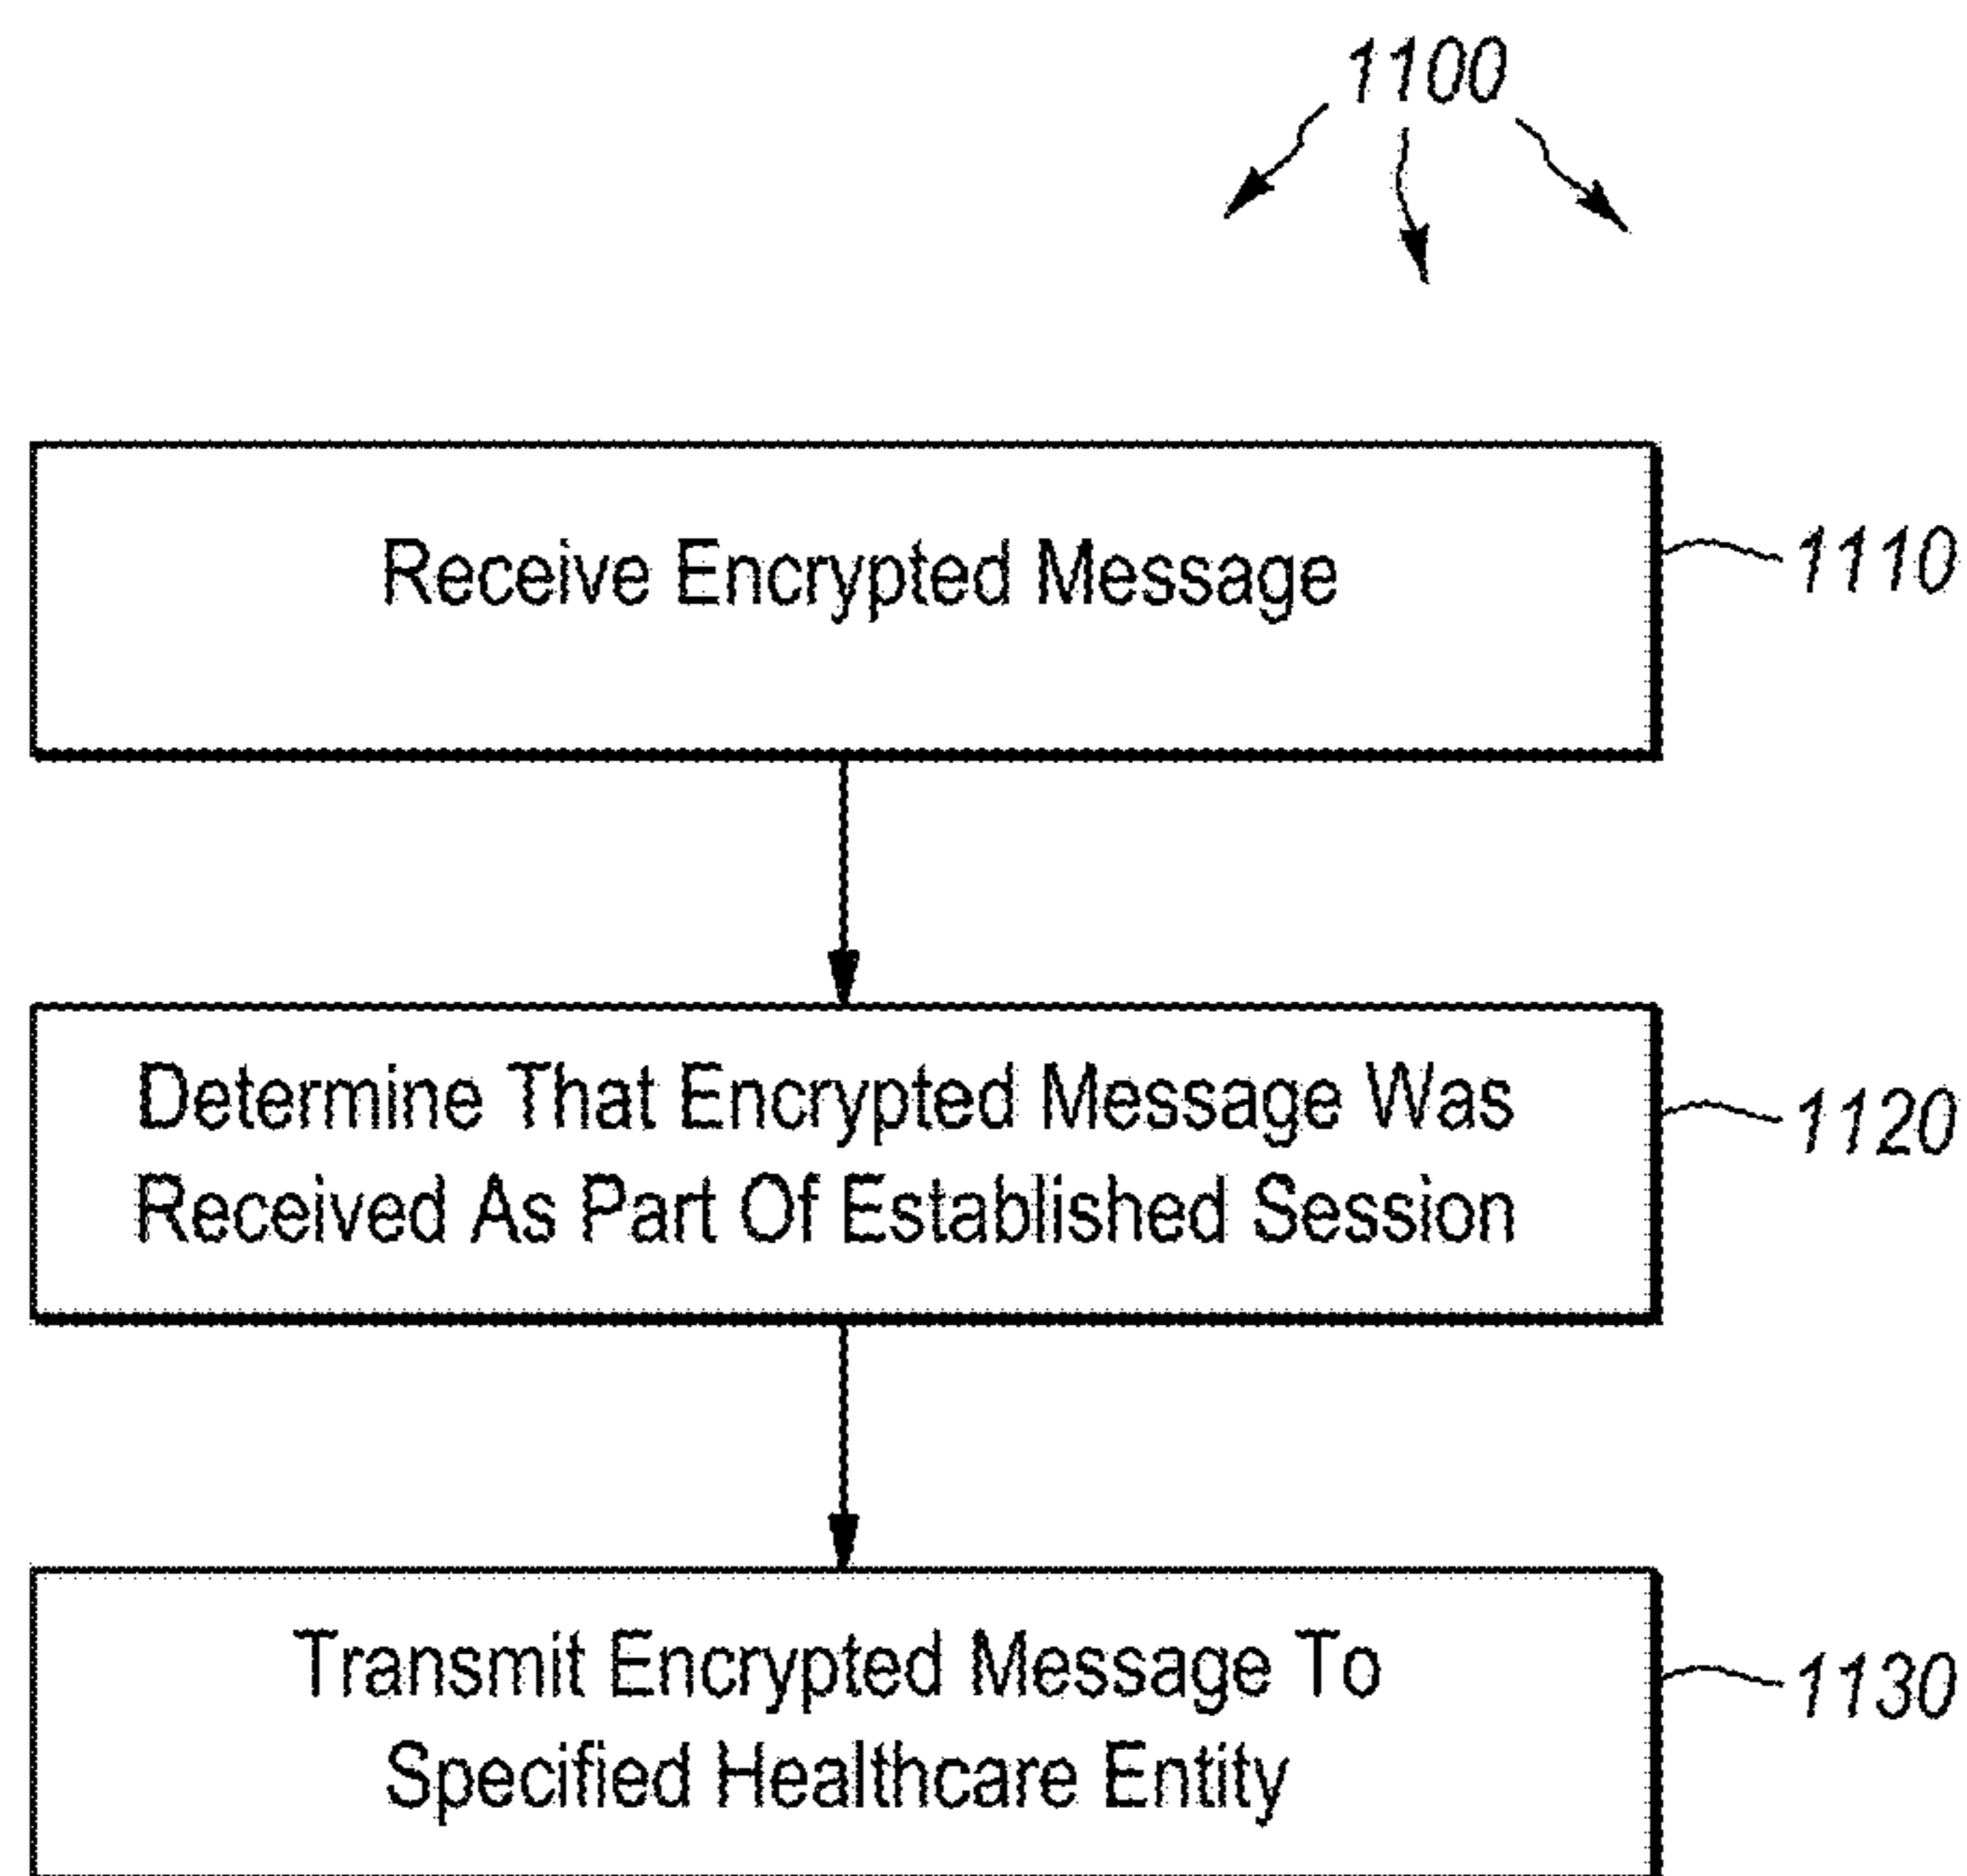 1100
Receive Encrypted Message
1110
Determine That Encrypted Message Was
Received As Part Of Established Session
1120
Transmit Encrypted Message To
Specified Healthcare Entity
1130